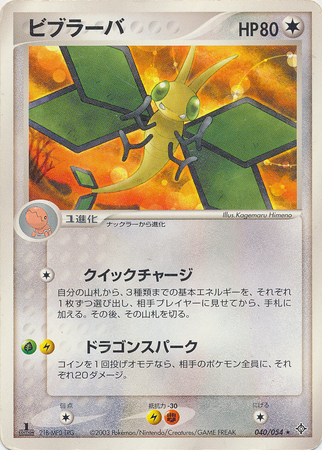 ビブラーバ HP80
Illus.Kagemaru Himeno
1進化 ナックラーから進化
クイックチャージ
自分の山札から、3種類までの基本エネルギーを、それぞれ
1枚ずつ選び出し、相手プレイヤーに見せてから、手札に
加える。その後、その山札を切る。
ドラゴンスパーク
コインを1回投げオモテなら、相手のポケモン全員に、それ
ぞれ20ダメージ。
弱点 抵抗力 -30 にげる
1 EDITION
©2003 Pokémon/Nintendo/Creatures/GAME FREAK.
040/054 ★